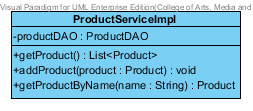 Visual Paradigm for UML Enterprise Edition(College of Arts, Media and
ProductServiceImpl
-productDAO : ProductDAO
+getProduct() : List<Product>
+addProduct(product : Product) : void
+getProductByName(name : String) : Product